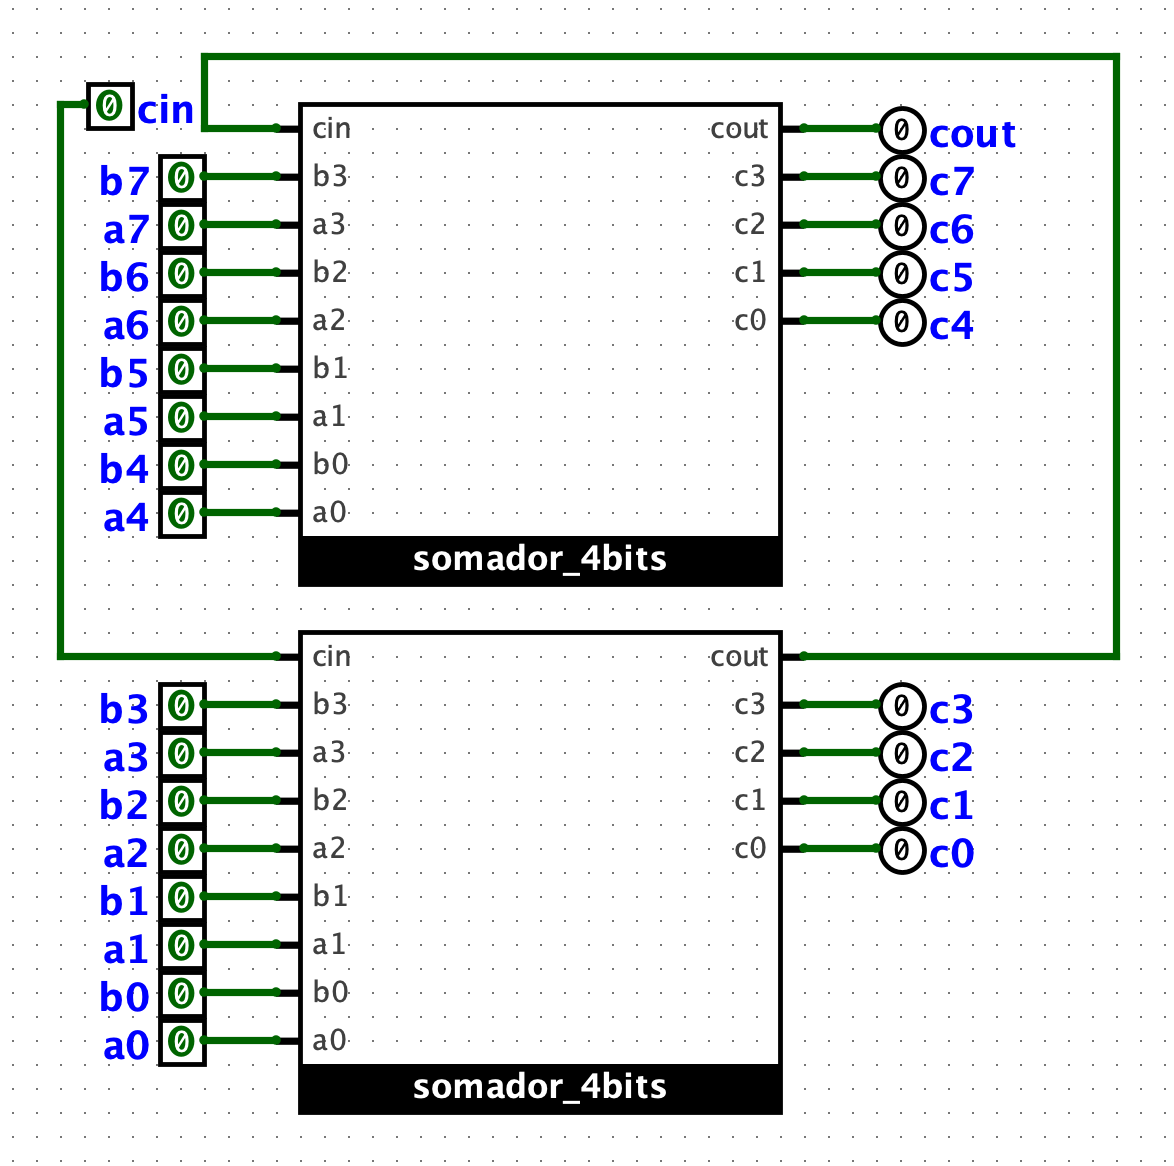 0 cin
cin cout 0 cout
b7 0 b3 c3 0 c7
a7 0 a3 c2 0 c6
b6 0 b2 c1 0 c5
a6 0 a2 c0 0 c4
b5 0 b1
a5 0 a1
b4 0 b0
a4 0 a0
somador_4bits
cin cout
b3 0 b3 c3 0 c3
a3 0 a3 c2 0 c2
b2 0 b2 c1 0 c1
a2 0 a2 c0 0 c0
b1 0 b1
a1 0 a1
b0 0 b0
a0 0 a0
somador_4bits